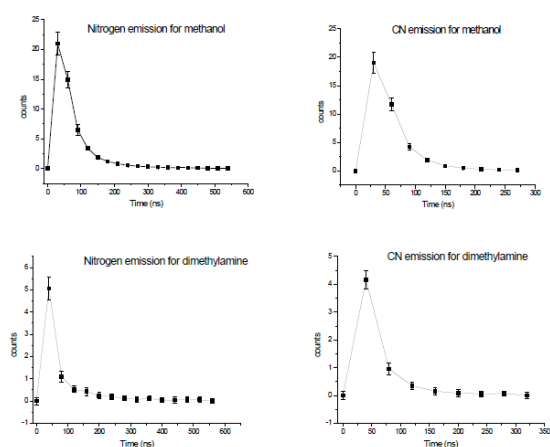 Nitrogen emission for methanol
counts
25
20
15
10
5
0
0 100 200 300 400 500 600
Time (ns)
CN emission for methanol
counts
25
20
15
10
5
0
0 50 100 150 200 250 300
Time (ns)
Nitrogen emission for dimethylamine
counts
6
5
4
3
2
1
0
-1
0 100 200 300 400 500 600
Time (ns)
CN emission for dimethylamine
counts
5
4
3
2
1
0
-1
0 50 100 150 200 250 300 350
Time (ns)